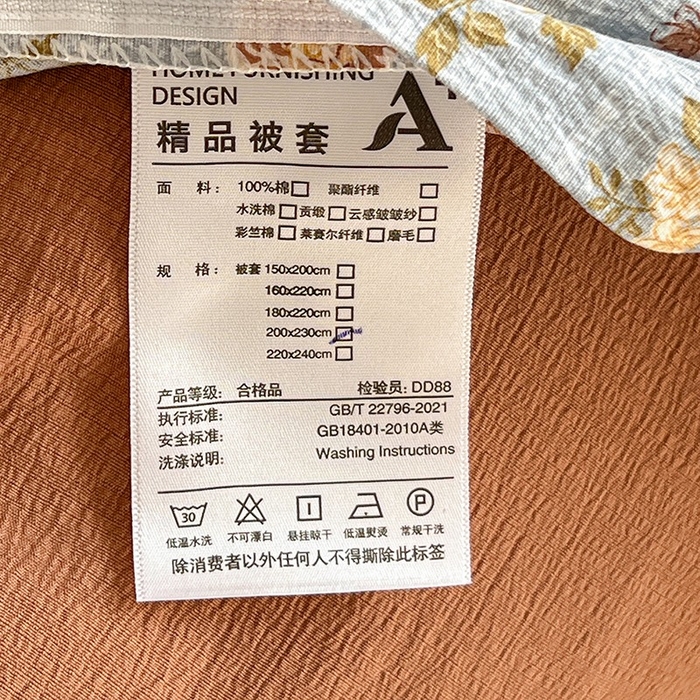 HOME FURNISHING
DESIGN
A+
精品被套
面 料: 100%棉 聚酯纤维
水洗棉 贡缎 云感皱皱纱
彩竺棉 莱赛尔纤维 磨毛
规 格: 被套 150x200cm
160x220cm
180x220cm
200x230cm
220x240cm
产品等级: 合格品 检验员: DD88
执行标准: GB/T 22796-2021
安全标准: GB18401-2010A类
洗涤说明: Washing Instructions
30 P
低温水洗 不可漂白 悬挂晾干 低温熨烫 常规干洗
除消费者以外任何人不得撕除此标签